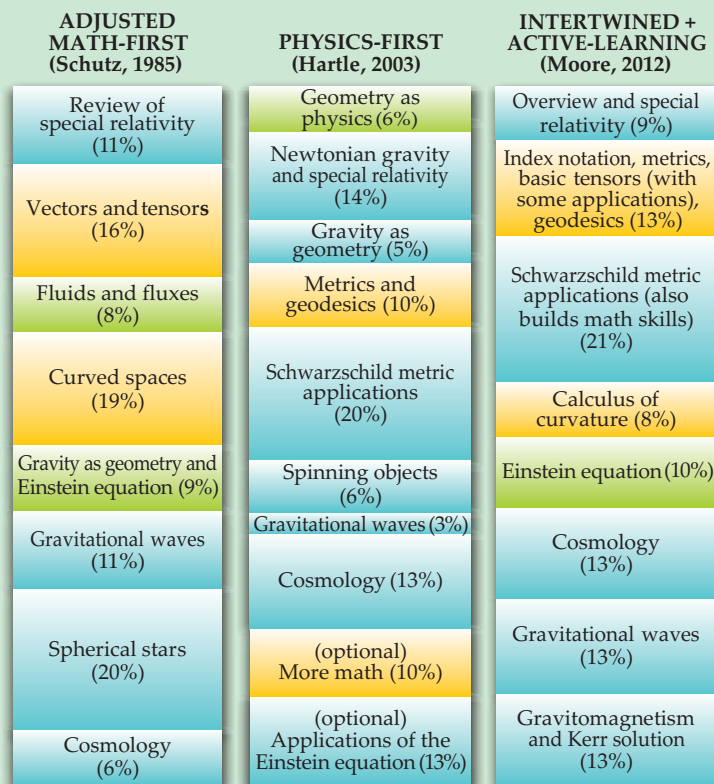 ADJUSTED
MATH-FIRST
(Schutz, 1985)
Review of
special relativity
(11%)
Vectors and tensors
(16%)
Fluids and fluxes
(8%)
Curved spaces
(19%)
Gravity as geometry and
Einstein equation (9%)
Gravitational waves
(11%)
Spherical stars
(20%)
Cosmology
(6%)
PHYSICS-FIRST
(Hartle, 2003)
Geometry as
physics (6%)
Newtonian gravity
and special relativity
(14%)
Gravity as
geometry (5%)
Metrics and
geodesics (10%)
Schwarzschild metric
applications
(20%)
Spinning objects
(6%)
Gravitational waves (3%)
Cosmology (13%)
(optional)
More math (10%)
(optional)
Applications of the
Einstein equation (13%)
INTERTWINED +
ACTIVE-LEARNING
(Moore, 2012)
Overview and special
relativity (9%)
Index notation, metrics,
basic tensors (with
some applications),
geodesics (13%)
Schwarzschild metric
applications (also
builds math skills)
(21%)
Calculus of
curvature (8%)
Einstein equation (10%)
Cosmology
(13%)
Gravitational waves
(13%)
Gravitomagnetism
and Kerr solution
(13%)